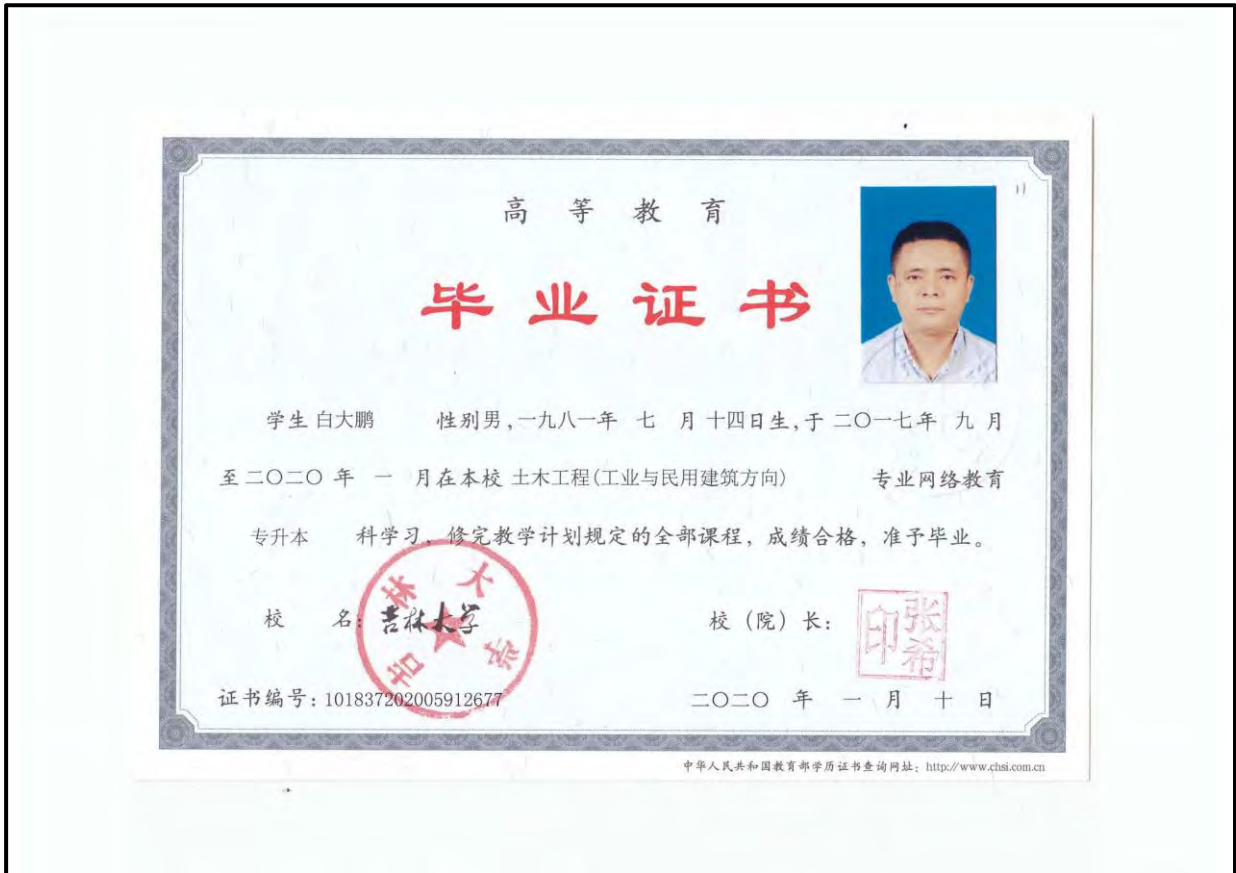 高等教育
11
毕业证书
学生 白大鹏 性别男,一九八一年 七 月十四日生,于二〇一七年 九 月
至二〇二〇 年 一 月在本校 土木工程(工业与民用建筑方向) 专业网络教育
专升本 科学习,修完教学计划规定的全部课程,成绩合格,准予毕业。
校 名:吉林大学
吉林大学
校(院)长:
张希印
证书编号:101837202005912677
二〇二〇 年 一 月 十 日
中华人民共和国教育部学历证书查询网址:http://www.chsi.com.cn